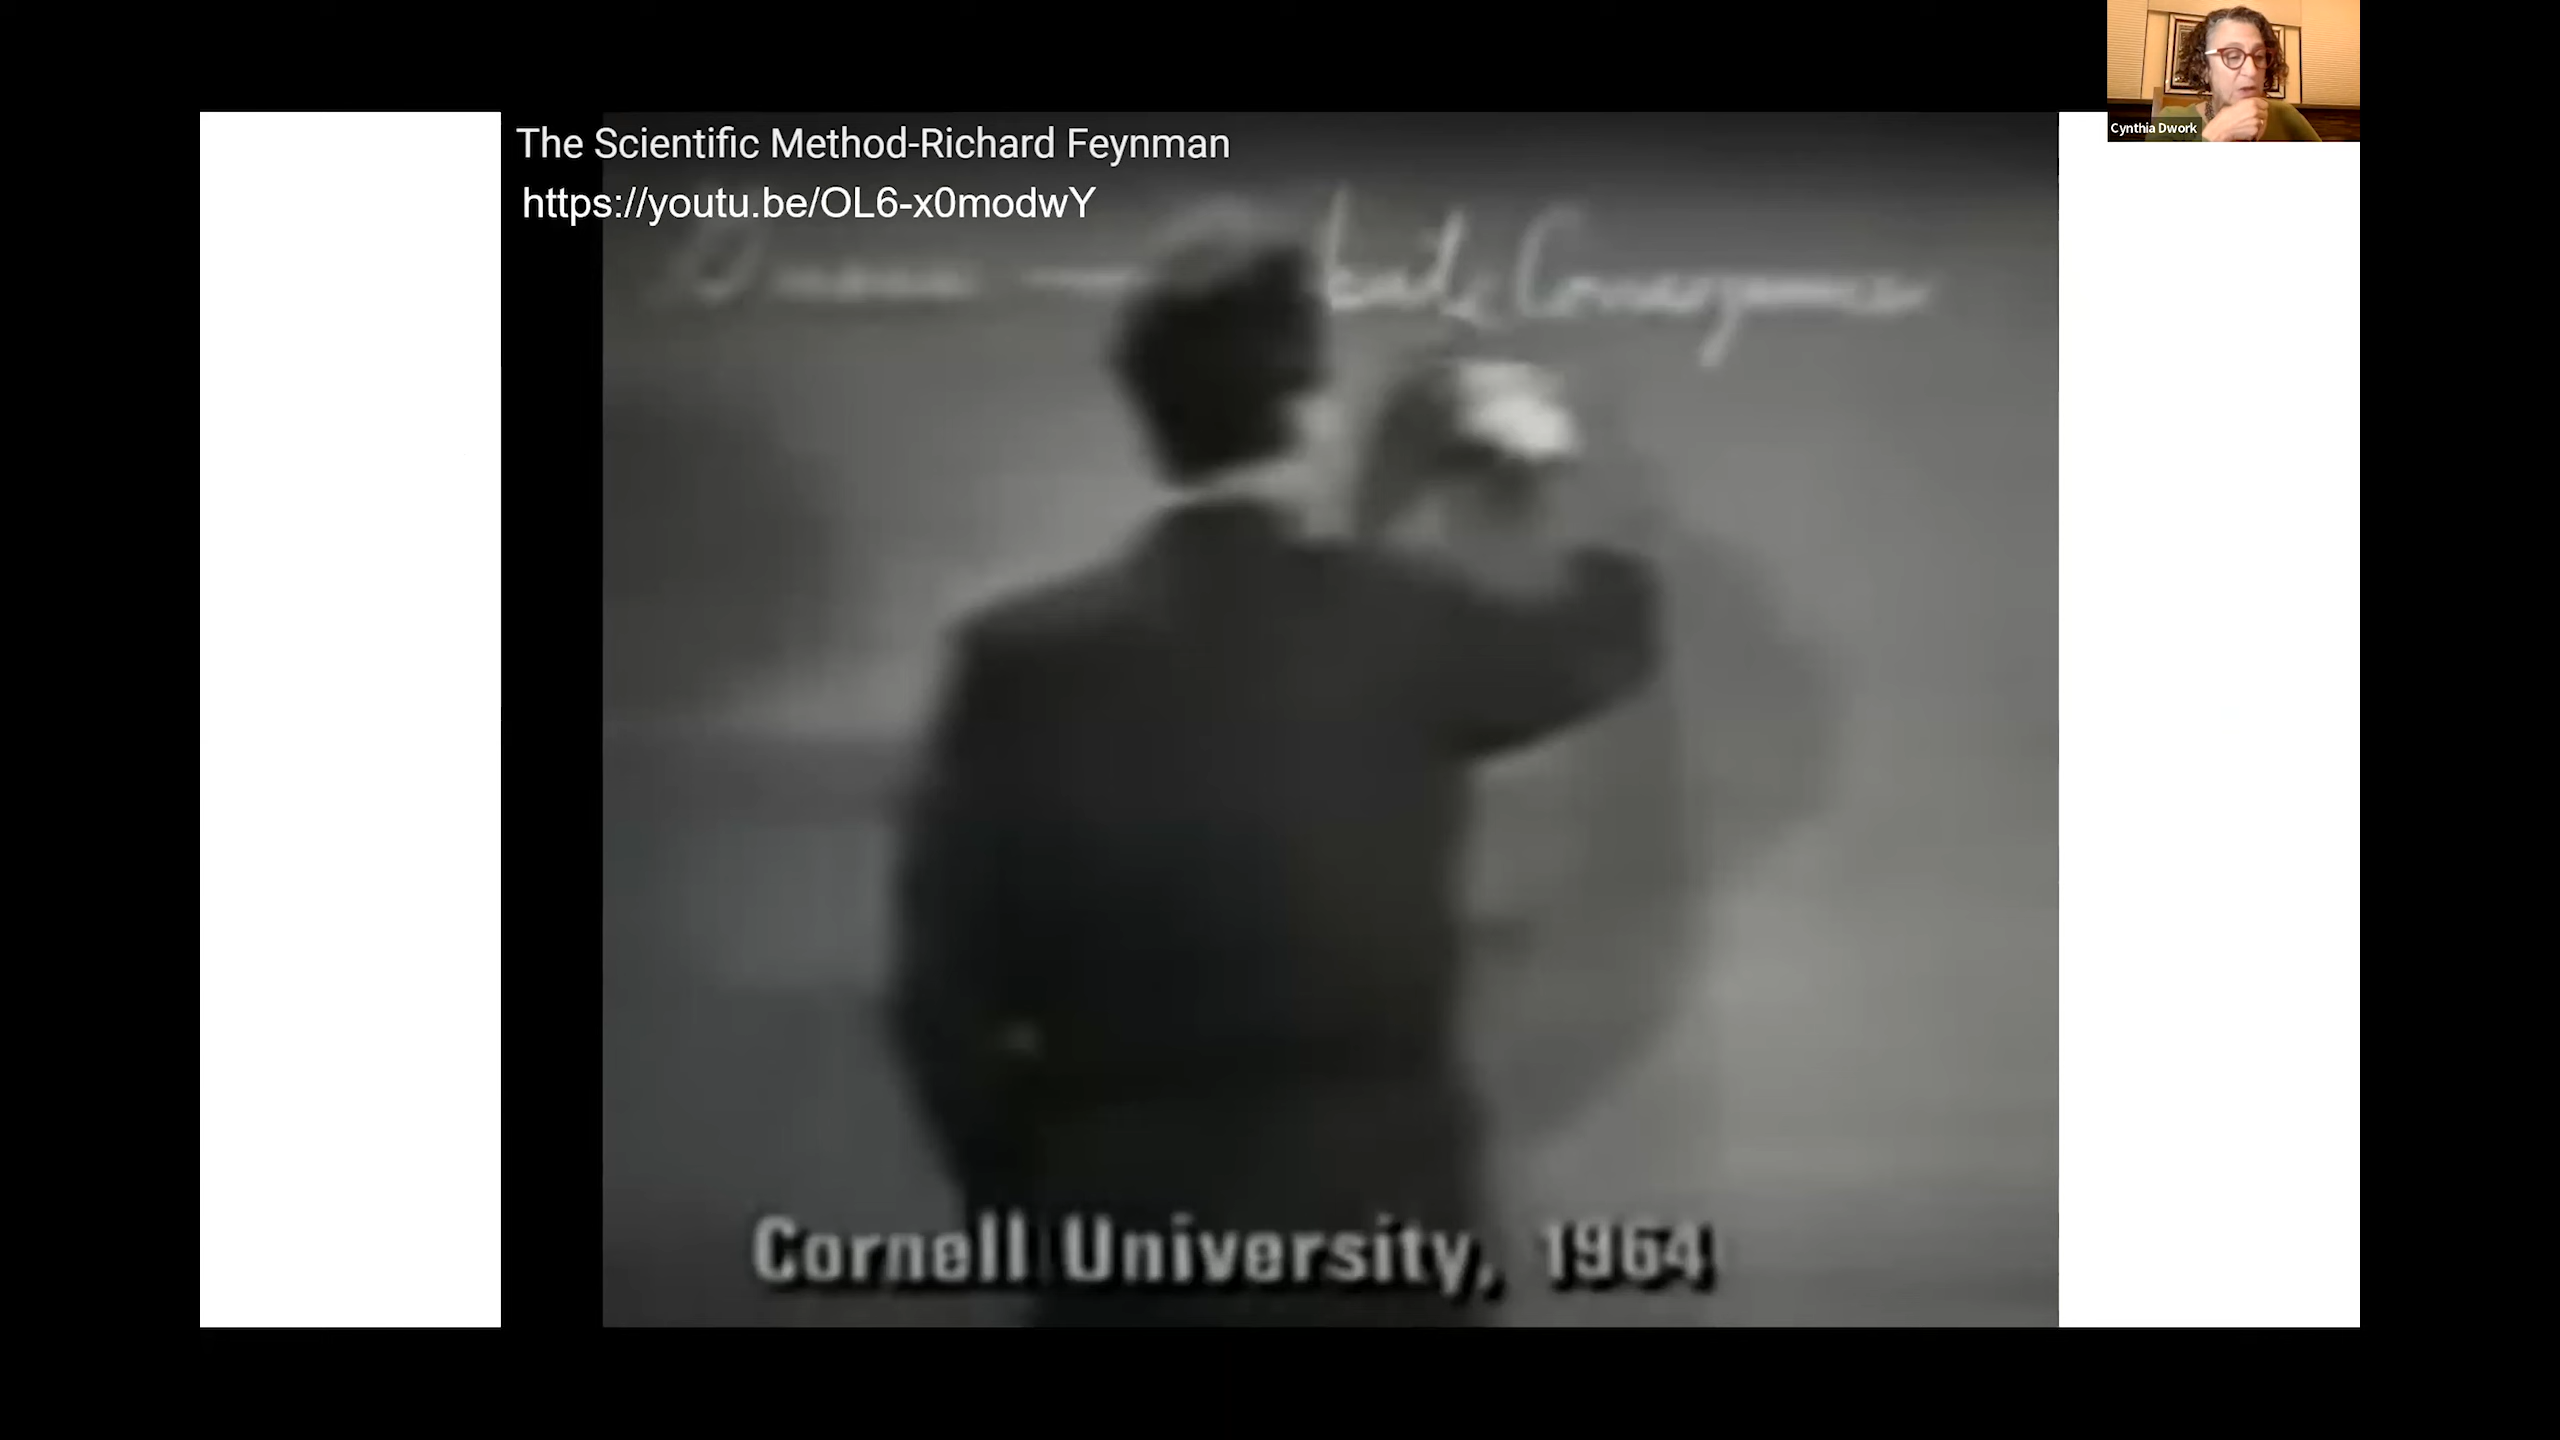 The Scientific Method-Richard Feynman
https://youtu.be/OL6-x0modwY
Cynthia Dwork
Cornell University, 1964